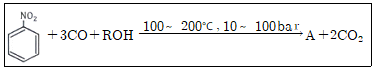 NO₂
+3CO+ROH 100~ 200℃, 10~ 100bar A+2CO₂